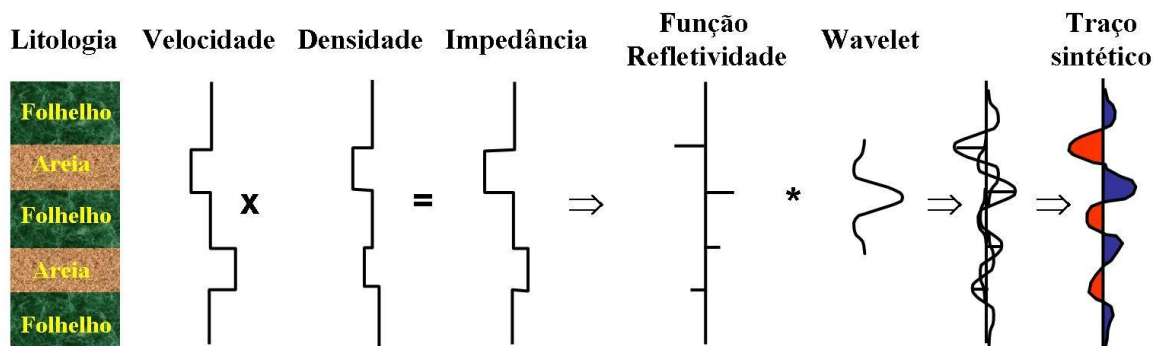 Litologia
Velocidade
Densidade
Impedância
Função
Refletividade
Wavelet
Traço
sintético
Folhelho
Areia
Folhelho
Areia
Folhelho
x
=
⇒
*
⇒
⇒